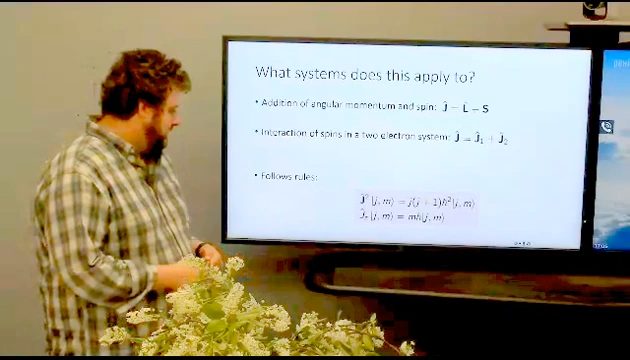 What systems does this apply to?
• Addition of angular momentum and spin: Ĵ = L̂ + S
• Interaction of spins in a two electron system: Ĵ = Ĵ₁ + Ĵ₂
• Follows rules:
Ĵ² |j, m⟩ = j(j + 1)ℏ² |j, m⟩
Ĵz |j, m⟩ = mℏ|j, m⟩